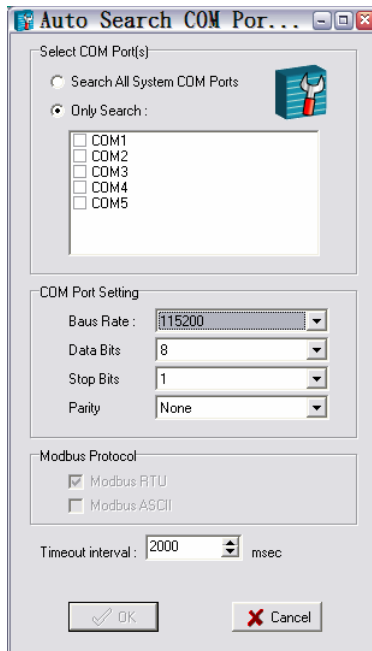 Auto Search COM Por...
Select COM Port(s)
Search All System COM Ports
Only Search :
COM1
COM2
COM3
COM4
COM5
COM Port Setting
Baus Rate : 115200
Data Bits 8
Stop Bits 1
Parity None
Modbus Protocol
Modbus RTU
Modbus ASCII
Timeout interval : 2000 msec
OK Cancel